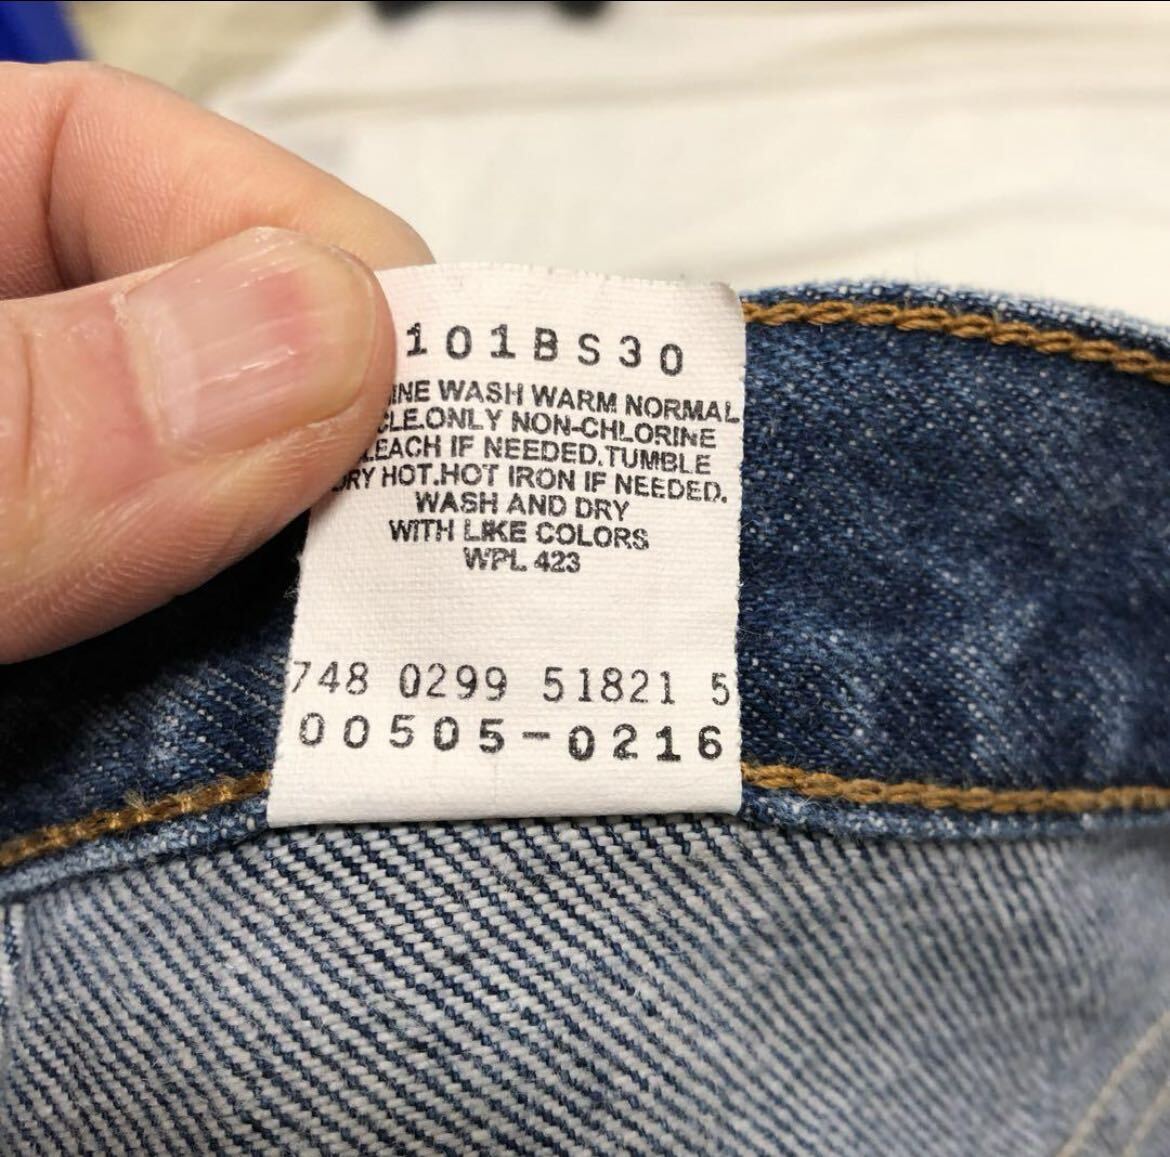 101BS30
INE WASH WARM NORMAL
CLE.ONLY NON-CHLORINE
LEACH IF NEEDED.TUMBLE
DRY HOT.HOT IRON IF NEEDED.
WASH AND DRY
WITH LIKE COLORS
WPL 423
748 0299 51821 5
00505-0216